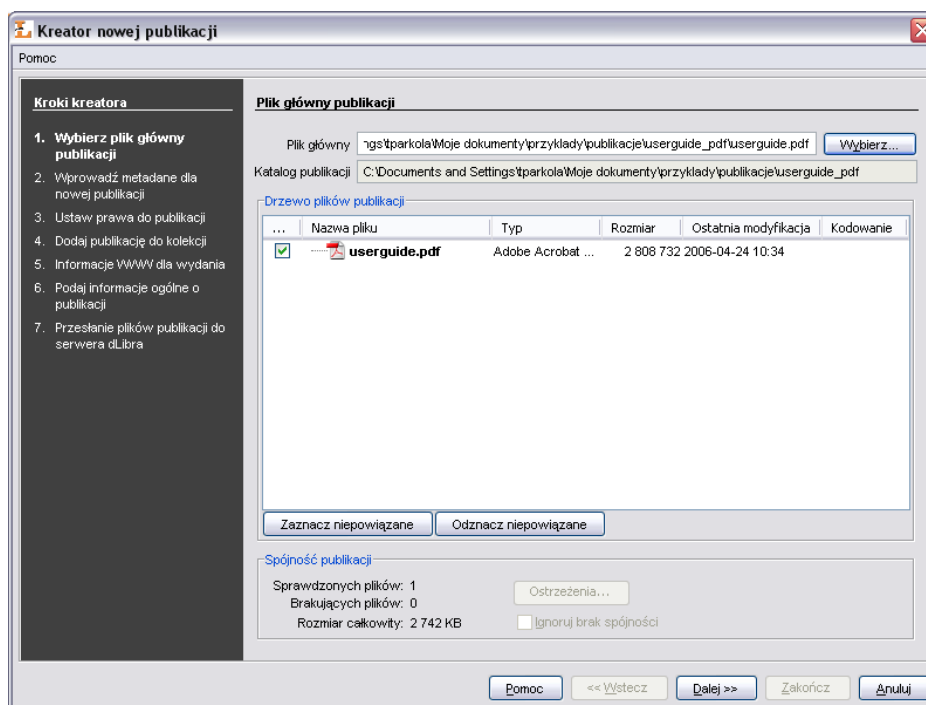 Kreator nowej publikacji
Pomoc
Kroki kreatora
1. Wybierz plik główny
publikacji
2. Wprowadź metadane dla
nowej publikacji
3. Ustaw prawa do publikacji
4. Dodaj publikację do kolekcji
5. Informacje WWW dla wydania
6. Podaj informacje ogólne o
publikacji
7. Przesłanie plików publikacji do
serwera dLibra
Plik główny publikacji
Plik główny ngs\tparkola\Moje dokumenty\przyklady\publikacje\userguide_pdf\userguide.pdf Wybierz...
Katalog publikacji C:\Documents and Settings\tparkola\Moje dokumenty\przyklady\publikacje\userguide_pdf
Drzewo plików publikacji
... Nazwa pliku Typ Rozmiar Ostatnia modyfikacja Kodowanie
userguide.pdf Adobe Acrobat ... 2 808 732 2006-04-24 10:34
Zaznacz niepowiązane Odznacz niepowiązane
Spójność publikacji
Sprawdzonych plików: 1 Ostrzeżenia...
Brakujących plików: 0
Rozmiar całkowity: 2 742 KB Ignoruj brak spójności
Pomoc << Wstecz Dalej >> Zakończ Anuluj